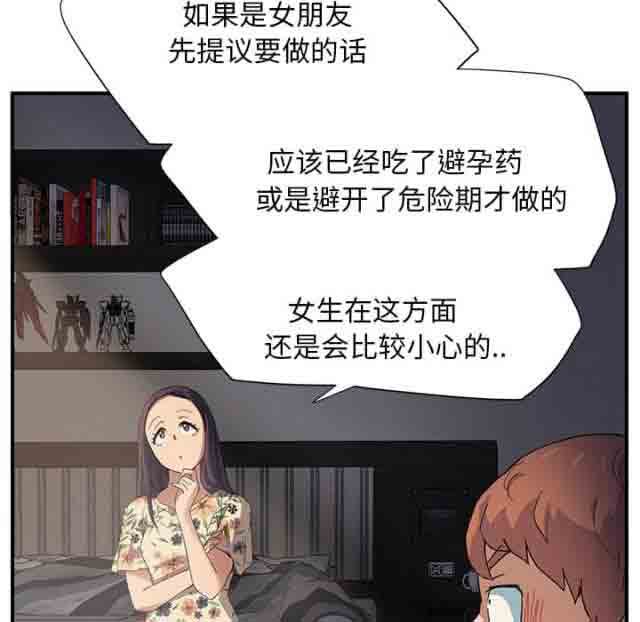 如果是女朋友
先提议要做的话
应该已经吃了避孕药
或是避开了危险期才做的
女生在这方面
还是会比较小心的..